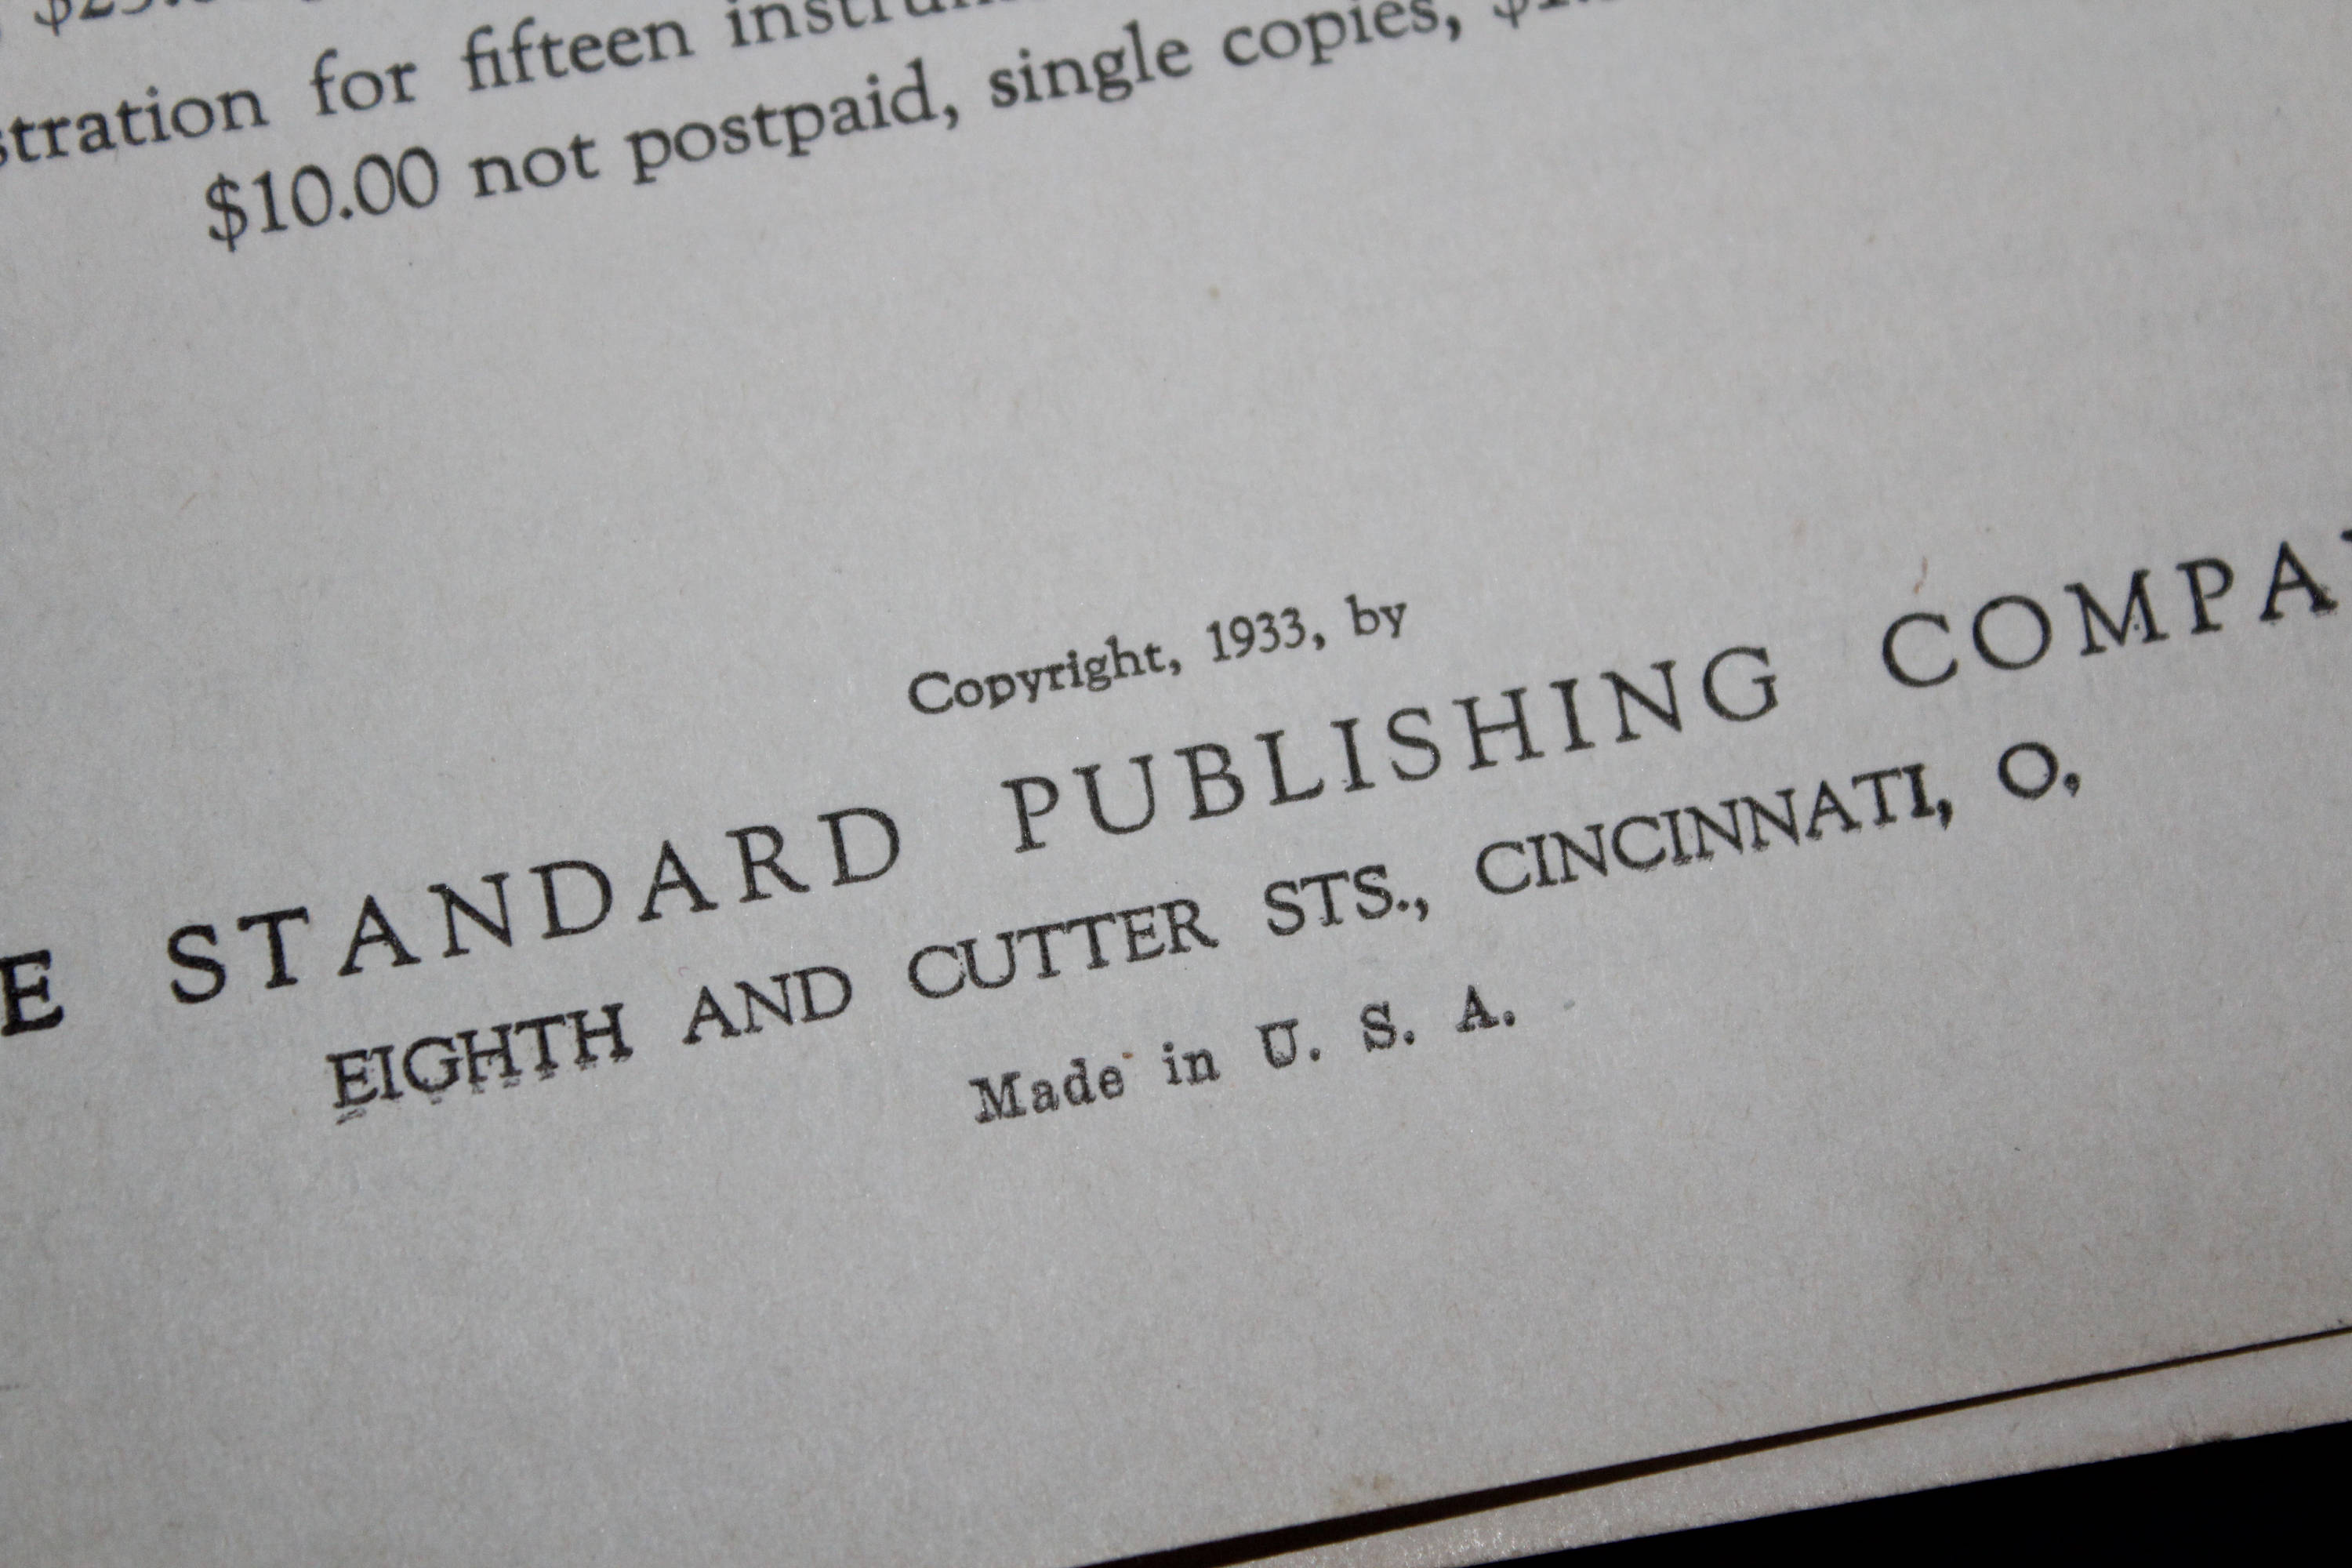 stration for fifteen
$10.00 not postpaid, single copies,
Copyright, 1933, by
STANDARD PUBLISHING
EIGHTH AND CUTTER STS., CINCINNATI, O.
Made in U. S. A.